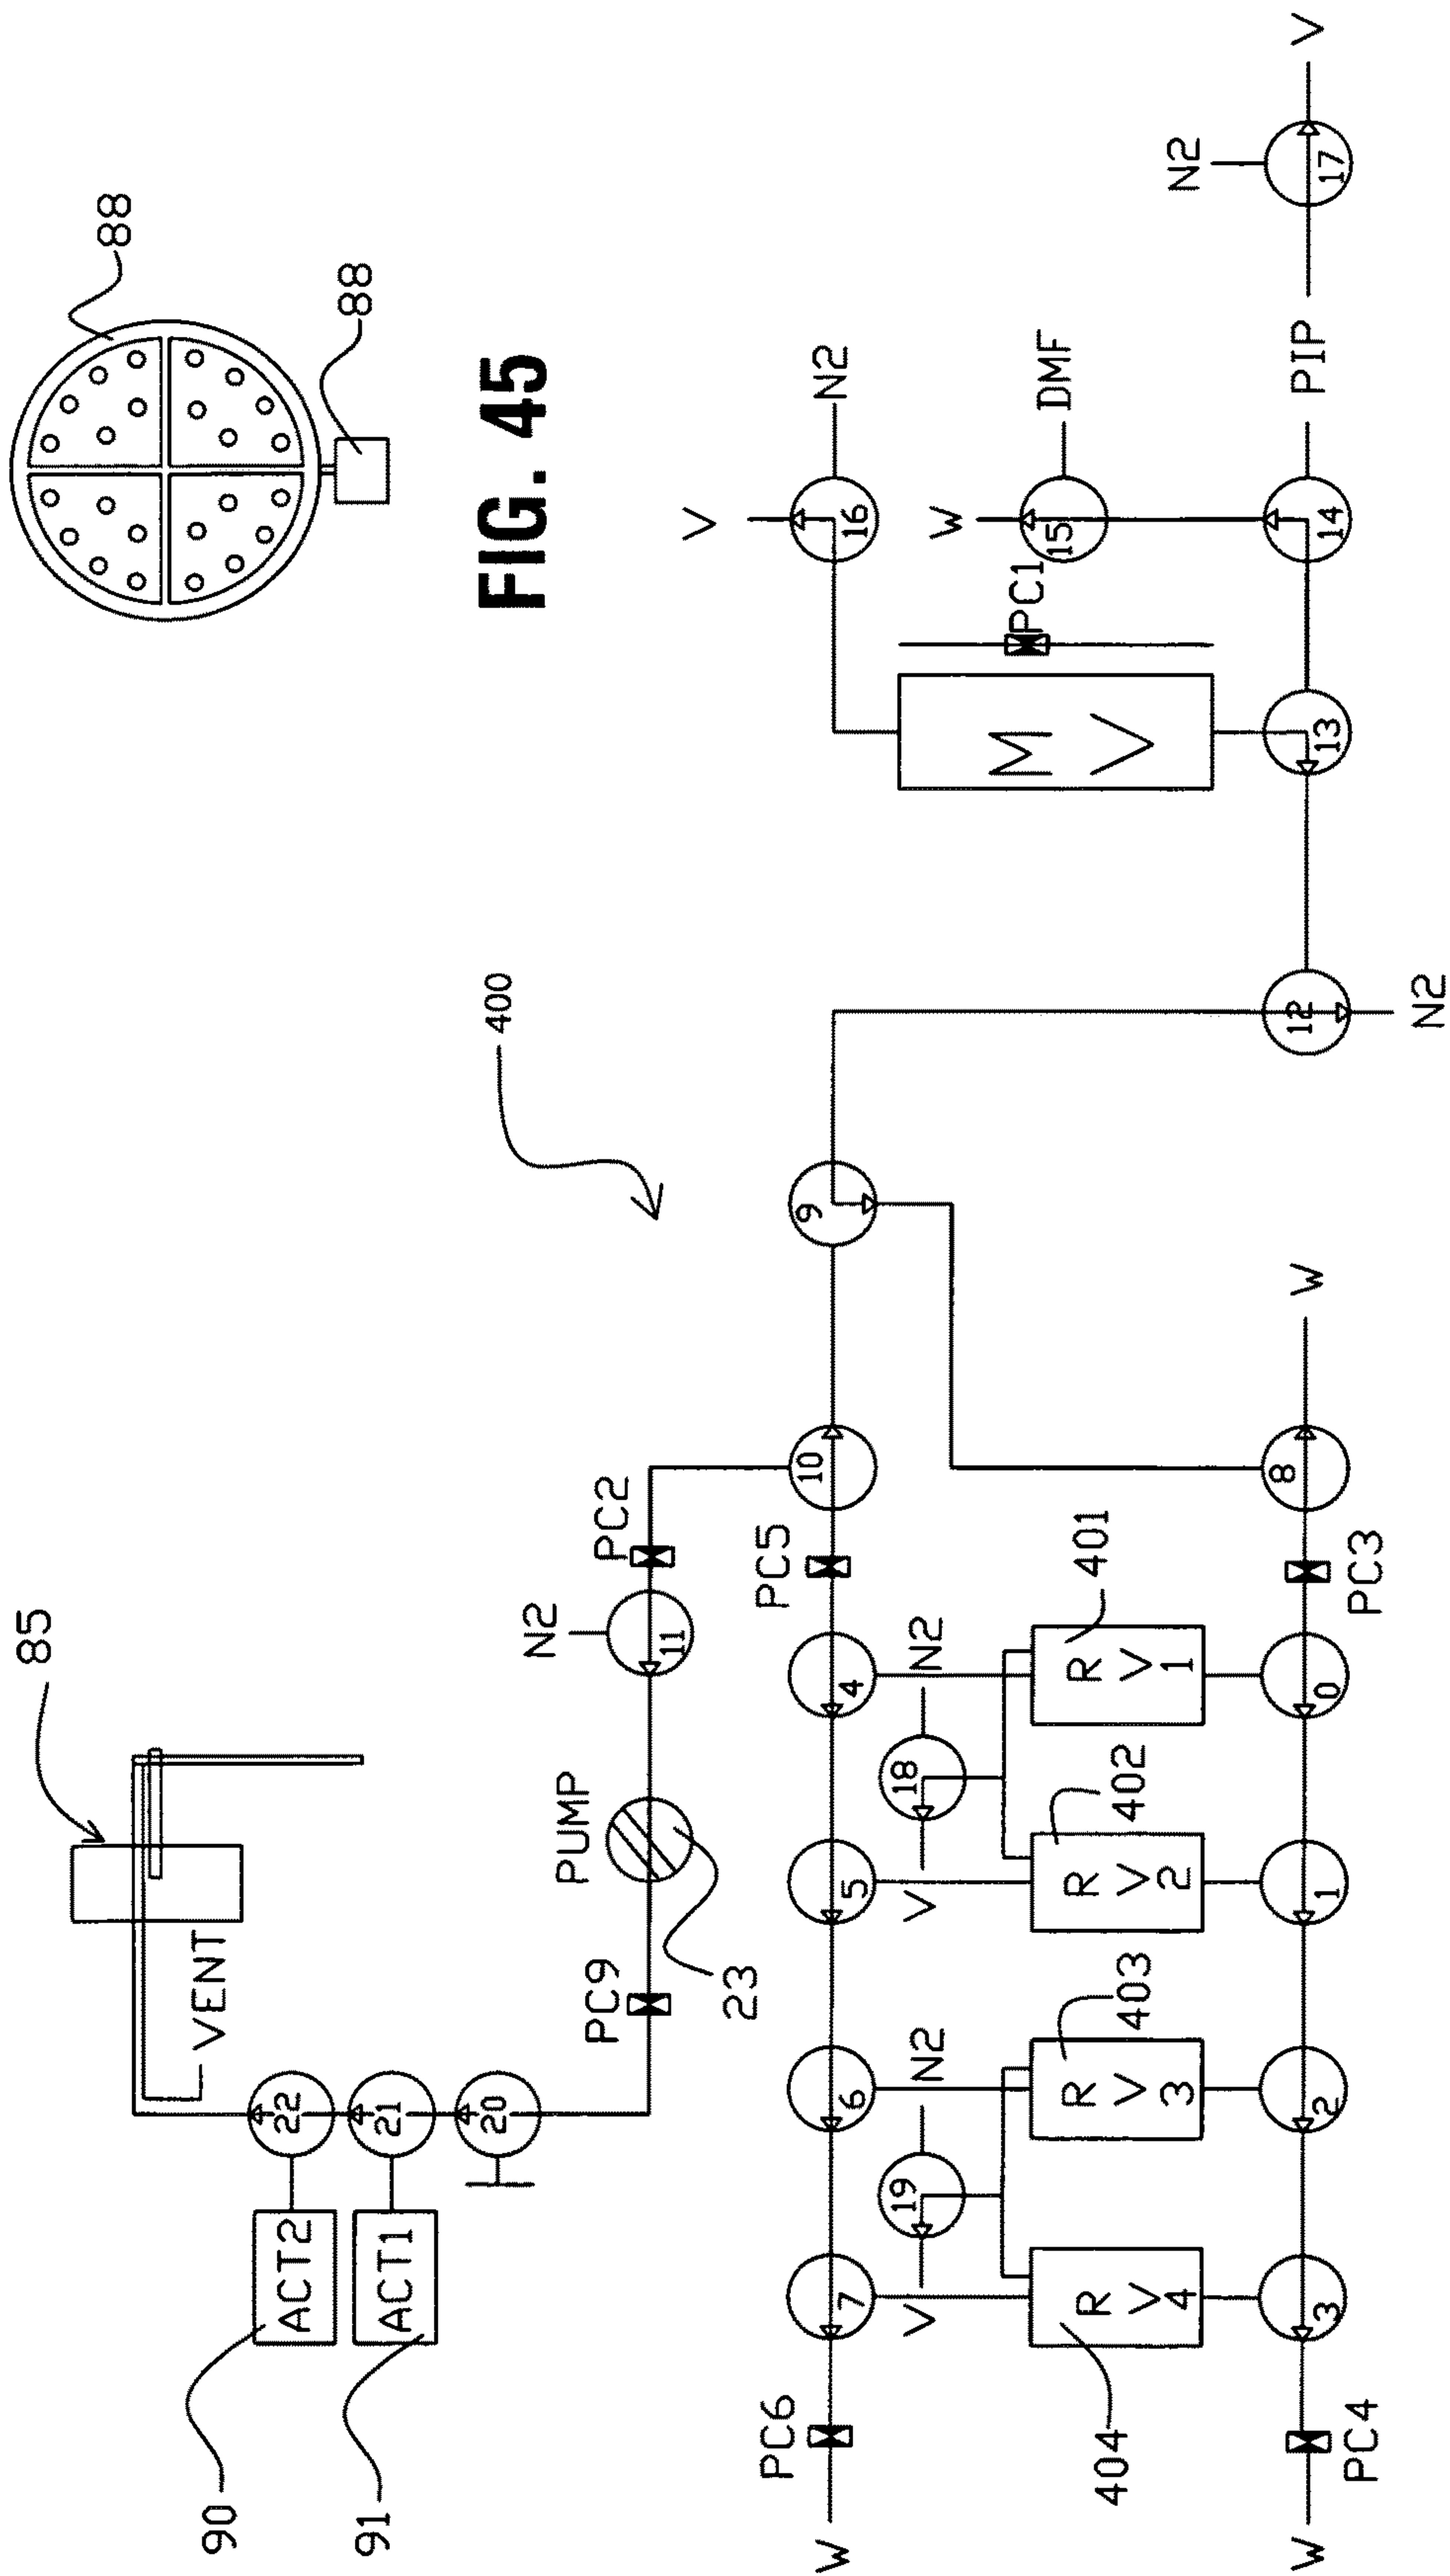 85
88
90
VENT
ACT2
22
88
91
ACT1
21
20
400
FIG. 45
N2
PC9
PUMP
PC2
11
23
V
PC6
PC5
W
7
6
5
4
10
9
16
N2
19
N2
18
N2
V
V
W
404
R V 4
403
R V 3
402
R V 2
401
R V 1
M V
PC1
15
DMF
N2
W
3
2
1
0
8
W
12
13
14
PIP
17
V
PC4
PC3
N2